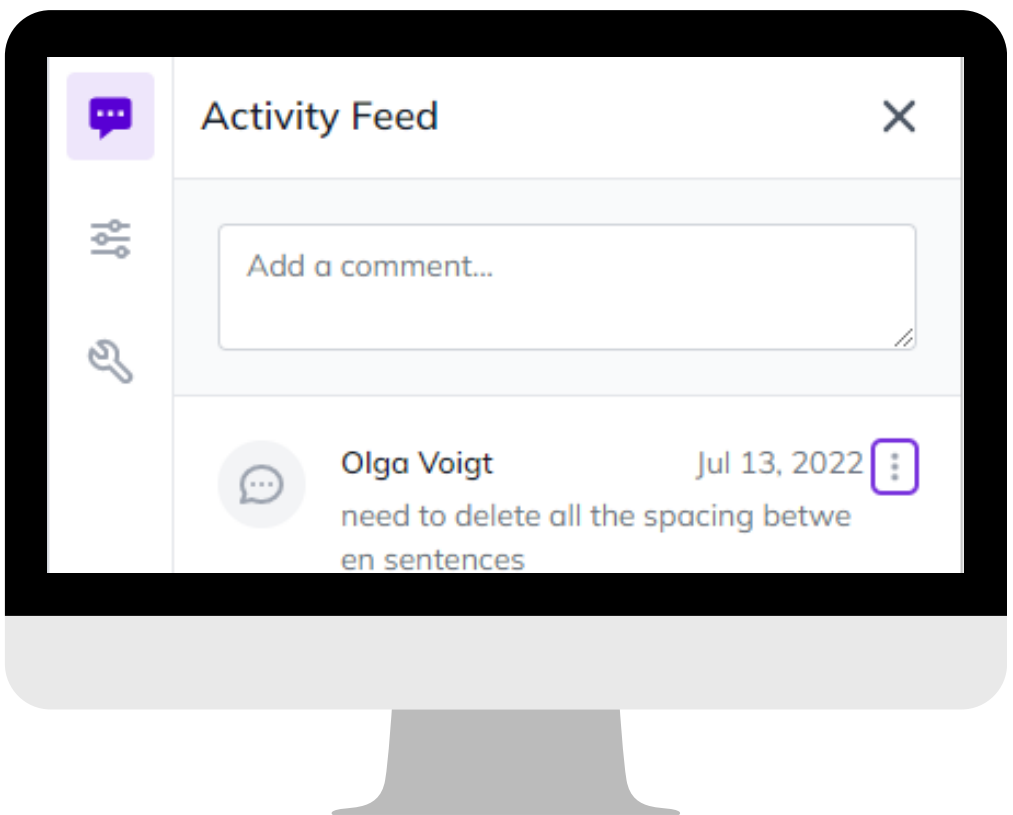 Activity Feed
Add a comment...
Olga Voigt Jul 13, 2022
need to delete all the spacing betwe
en sentences